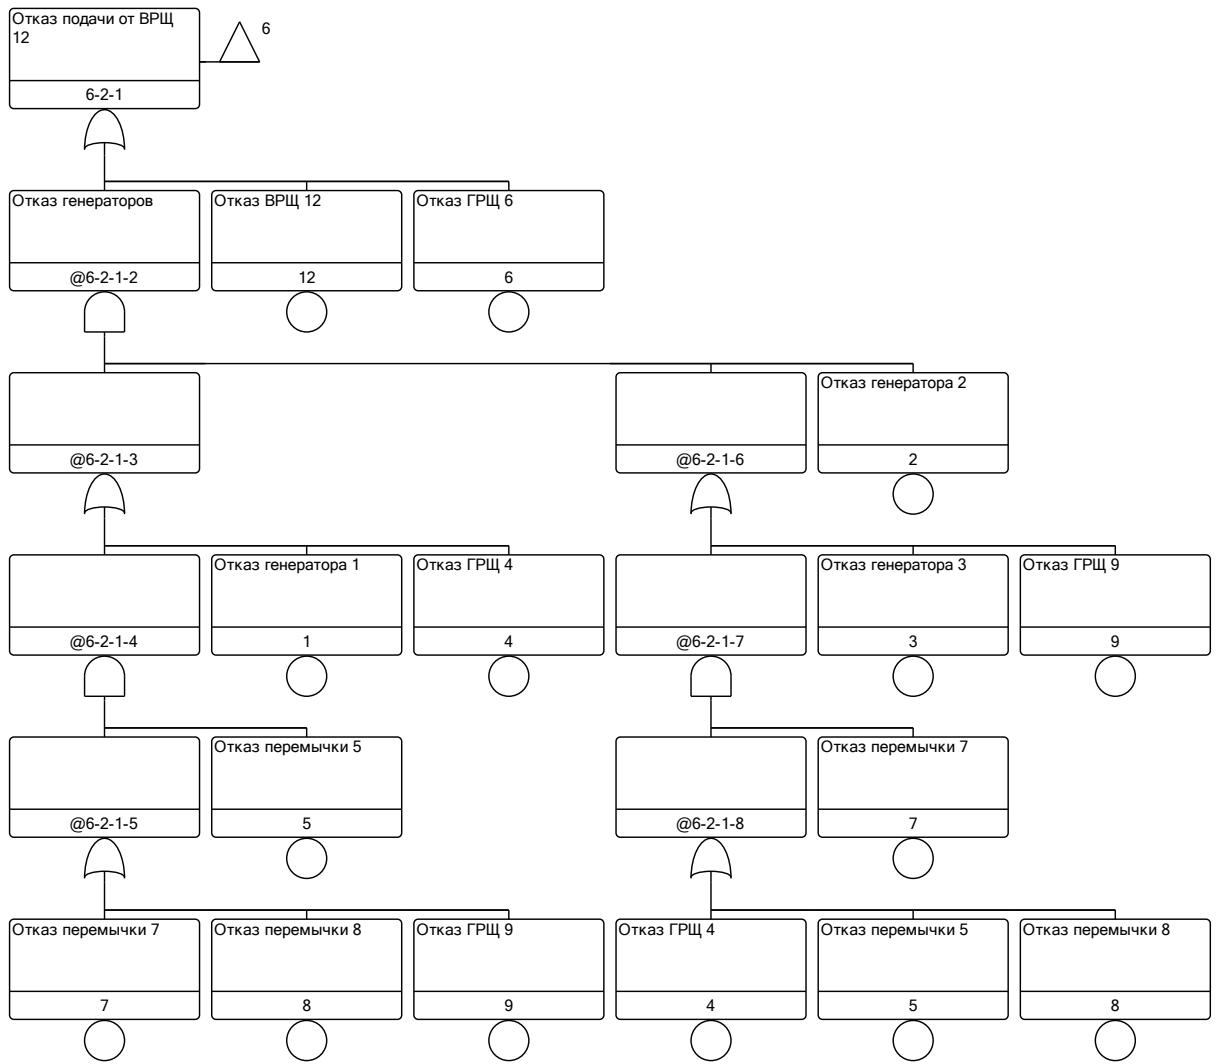 Отказ подачи от ВРЩ
12
6
6-2-1
Отказ генераторов
Отказ ВРЩ 12
Отказ ГРЩ 6
@6-2-1-2
12
6
Отказ генератора 2
@6-2-1-3
@6-2-1-6
2
Отказ генератора 1
Отказ ГРЩ 4
Отказ генератора 3
Отказ ГРЩ 9
@6-2-1-4
1
4
@6-2-1-7
3
9
Отказ перемычки 5
Отказ перемычки 7
@6-2-1-5
5
@6-2-1-8
7
Отказ перемычки 7
Отказ перемычки 8
Отказ ГРЩ 9
Отказ ГРЩ 4
Отказ перемычки 5
Отказ перемычки 8
7
8
9
4
5
8